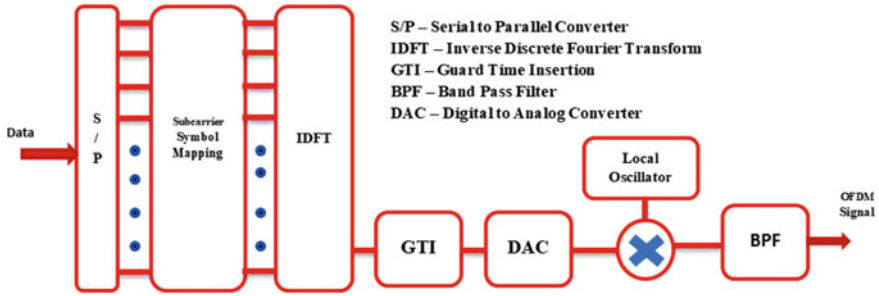 S/P – Serial to Parallel Converter
IDFT – Inverse Discrete Fourier Transform
GTI – Guard Time Insertion
BPF – Band Pass Filter
DAC – Digital to Analog Converter
Data
S
/
P
Subcarrier
Symbol
Mapping
IDFT
GTI
DAC
Local
Oscillator
BPF
OFDM
Signal